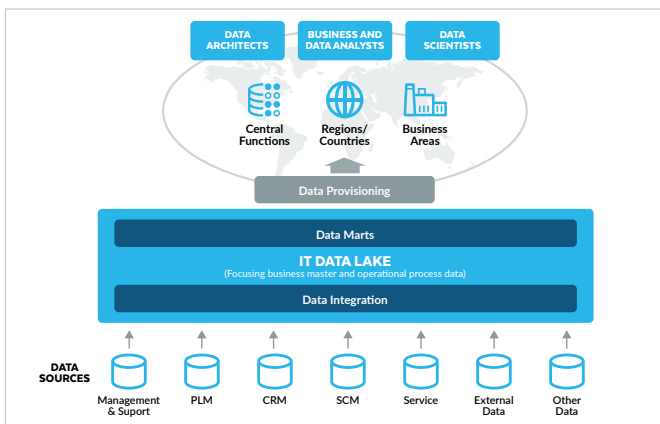 DATA
ARCHITECTS
BUSINESS AND
DATA ANALYSTS
DATA
SCIENTISTS
Central
Functions
Regions/
Countries
Business
Areas
Data Provisioning
Data Marts
IT DATA LAKE
(Focusing business master and operational process data)
Data Integration
DATA
SOURCES
Management
& Suport
PLM
CRM
SCM
Service
External
Data
Other
Data